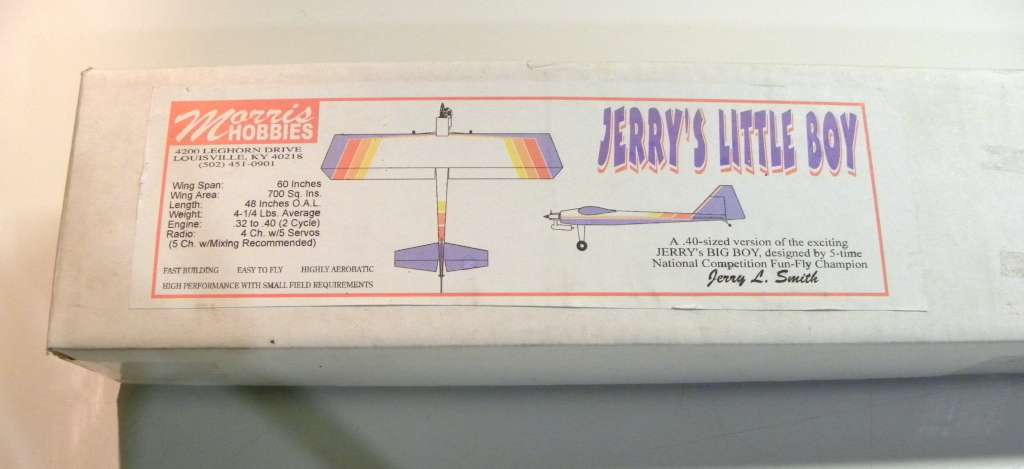 Morris
HOBBIES
4200 LEGHORN DRIVE
LOUISVILLE, KY 40218
(502) 451-0901
Wing Span: 60 Inches
Wing Area: 700 Sq. Ins.
Length: 48 Inches O.A.L.
Weight: 4-1/4 Lbs. Average
Engine: .32 to .40 (2 Cycle)
Radio: 4 Ch. w/5 Servos
(5 Ch. w/Mixing Recommended)
FAST BUILDING EASY TO FLY HIGHLY AEROBATIC
HIGH PERFORMANCE WITH SMALL FIELD REQUIREMENTS
JERRY'S LITTLE BOY
A .40-sized version of the exciting
JERRY's BIG BOY, designed by 5-time
National Competition Fun-Fly Champion
Jerry L. Smith